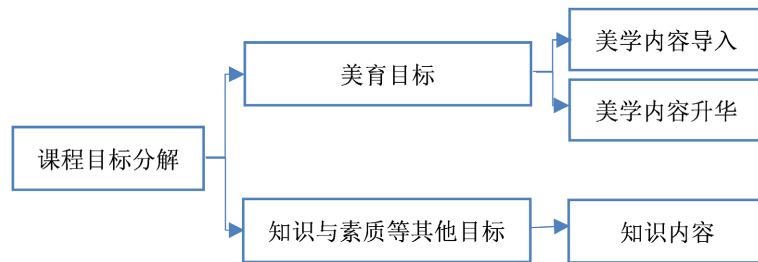 课程目标分解
美育目标
美学内容导入
美学内容升华
知识与素质等其他目标
知识内容